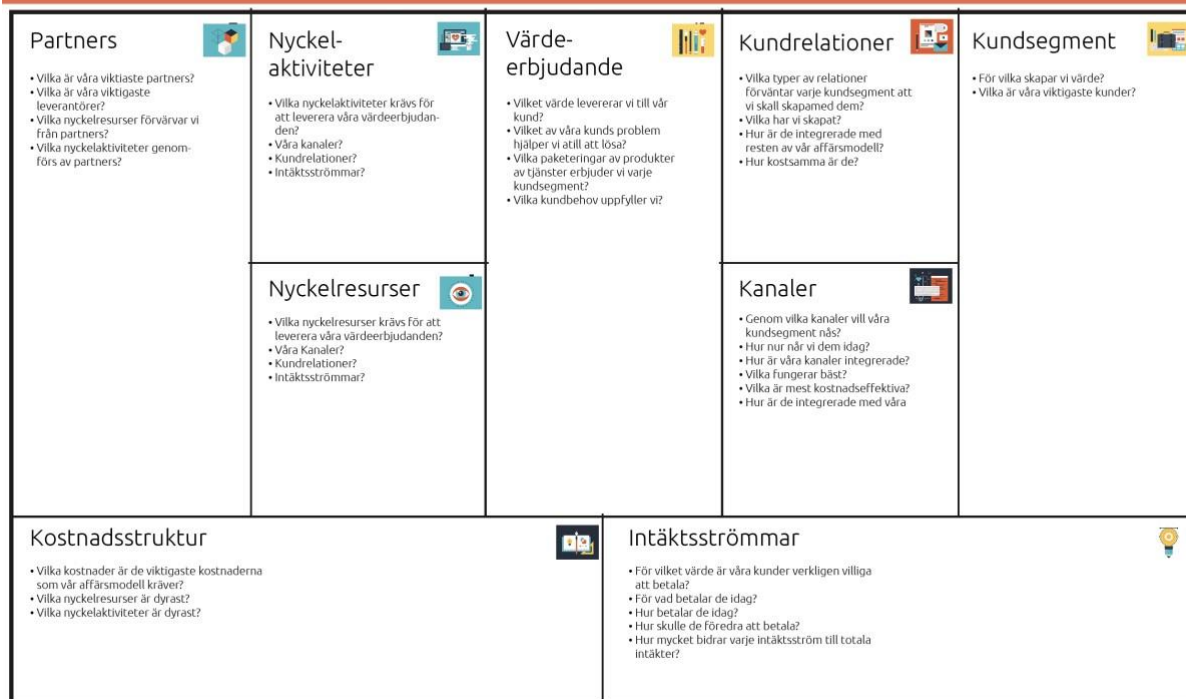 Partners
• Vilka är våra viktiaste partners?
• Vilka är våra viktigaste
leverantörer?
• Vilka nyckelresurser förvärvar vi
från partners?
• Vilka nyckelaktiviteter genom-
förs av partners?
Nyckel-
aktiviteter
• Vilka nyckelaktiviteter krävs för
att leverera våra värdeerbjudan-
den?
• Våra kanaler?
• Kundrelationer?
• Intäktsströmmar?
Nyckelresurser
• Vilka nyckelresurser krävs för att
leverera våra värdeerbjudanden?
• Våra Kanaler?
• Kundrelationer?
• Intäktsströmmar?
Värde-
erbjudande
• Vilket värde levererar vi till vår
kund?
• Vilket av våra kunds problem
hjälper vi atill att lösa?
• Vilka paketeringar av produkter
av tjänster erbjuder vi varje
kundsegment?
• Vilka kundbehov uppfyller vi?
Kundrelationer
• Vilka typer av relationer
förväntar varje kundsegment att
vi skall skapamed dem?
• Vilka har vi skapat?
• Hur är de integrerade med
resten av vår affärsmodell?
• Hur kostsamma är de?
Kanaler
• Genom vilka kanaler vill våra
kundsegment nås?
• Hur nur når vi dem idag?
• Hur är våra kanaler integrerade?
• Vilka fungerar bäst?
• Vilka är mest kostnadseffektiva?
• Hur är de integrerade med våra
Kundsegment
• För vilka skapar vi värde?
• Vilka är våra viktigaste kunder?
Kostnadsstruktur
• Vilka kostnader är de viktigaste kostnaderna
som vår affärsmodell kräver?
• Vilka nyckelresurser är dyrast?
• Vilka nyckelaktiviteter är dyrast?
Intäktsströmmar
• För vilket värde är våra kunder verkligen villiga
att betala?
• För vad betalar de idag?
• Hur betalar de idag?
• Hur skulle de föredra att betala?
• Hur mycket bidrar varje intäktsström till totala
intäkter?